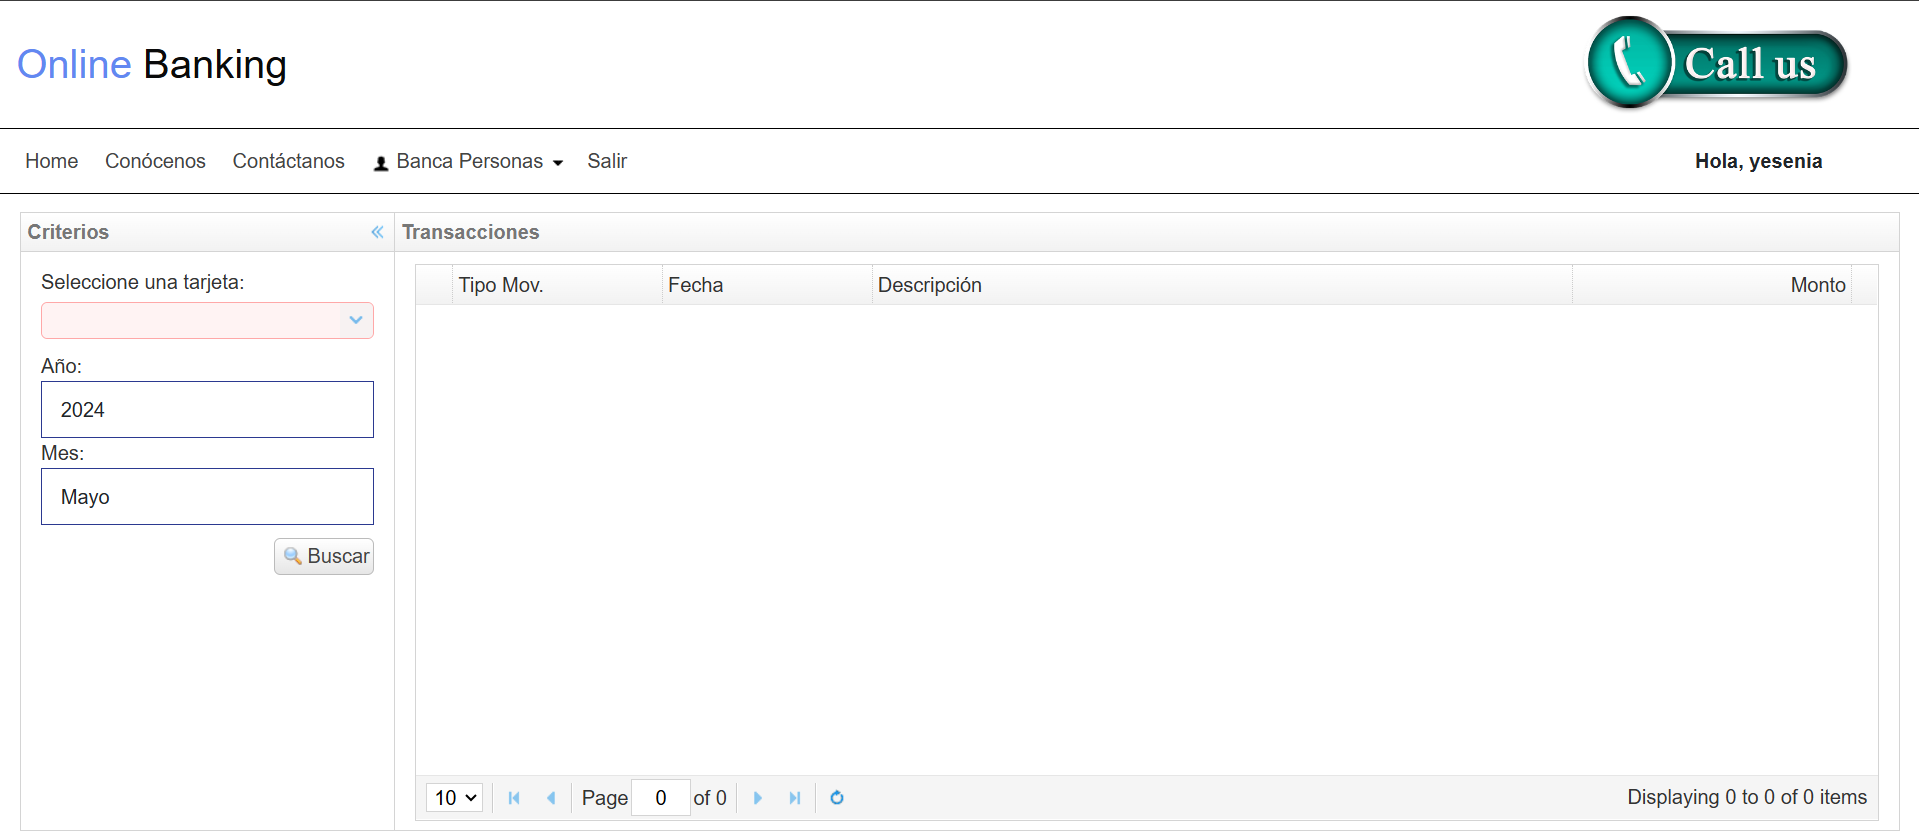 Online Banking
Call us
Home Conócenos Contáctanos Banca Personas Salir Hola, yesenia
Criterios
Transacciones
Seleccione una tarjeta:
Año:
2024
Mes:
Mayo
Buscar
Tipo Mov. Fecha Descripción Monto
10 Page 0 of 0 Displaying 0 to 0 of 0 items